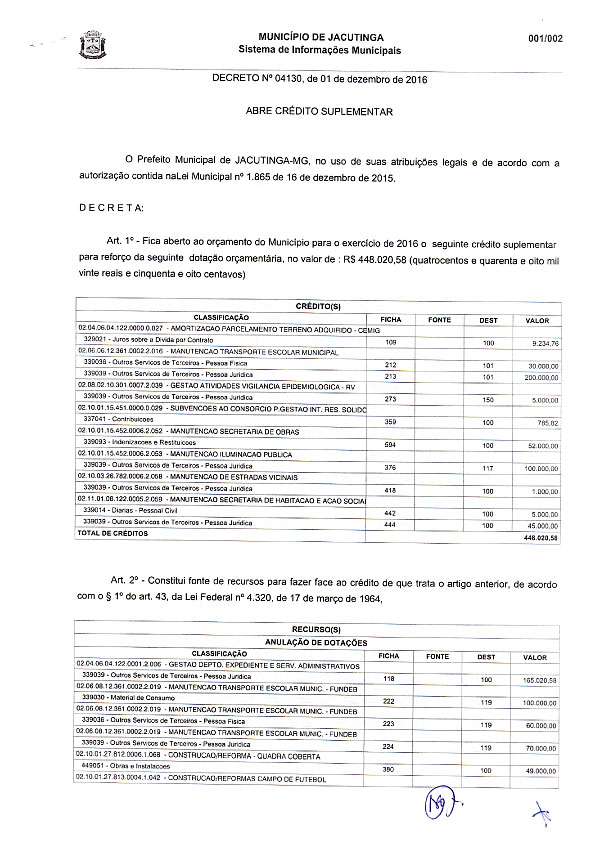 MUNICÍPIO DE JACUTINGA 001/002
Sistema de Informações Municipais
DECRETO Nº 04130, de 01 de dezembro de 2016
ABRE CRÉDITO SUPLEMENTAR
O Prefeito Municipal de JACUTINGA-MG, no uso de suas atribuições legais e de acordo com a
autorização contida naLei Municipal nº 1.865 de 16 de dezembro de 2015.
D E C R E T A:
Art. 1º - Fica aberto ao orçamento do Município para o exercício de 2016 o seguinte crédito suplementar
para reforço da seguinte dotação orçamentária, no valor de : R$ 448.020,58 (quatrocentos e quarenta e oito mil
vinte reais e cinquenta e oito centavos)
CRÉDITO(S)
CLASSIFICAÇÃO FICHA FONTE DEST VALOR
02.04.06.04.122.0000.0.027 - AMORTIZACAO PARCELAMENTO TERRENO ADQUIRIDO - CEMIG
329021 - Juros sobre a Divida por Contrato 109 100 9.234,76
02.06.06.12.361.0002.2.016 - MANUTENCAO TRANSPORTE ESCOLAR MUNICIPAL
339036 - Outros Servicos de Terceiros - Pessoa Fisica 212 101 30.000,00
339039 - Outros Servicos de Terceiros - Pessoa Juridica 213 101 200.000,00
02.08.02.10.301.0007.2.039 - GESTAO ATIVIDADES VIGILANCIA EPIDEMIOLOGICA - RV
339039 - Outros Servicos de Terceiros - Pessoa Juridica 273 150 5.000,00
02.10.01.15.451.0000.0.029 - SUBVENCOES AO CONSORCIO P.GESTAO INT. RES. SOLIDO
337041 - Contribuicoes 359 100 785,82
02.10.01.15.452.0006.2.052 - MANUTENCAO SECRETARIA DE OBRAS
339093 - Indenizacoes e Restituicoes 594 100 52.000,00
02.10.01.15.452.0006.2.053 - MANUTENCAO ILUMINACAO PUBLICA
339039 - Outros Servicos de Terceiros - Pessoa Juridica 376 117 100.000,00
02.10.03.26.782.0006.2.058 - MANUTENCAO DE ESTRADAS VICINAIS
339039 - Outros Servicos de Terceiros - Pessoa Juridica 418 100 1.000,00
02.11.01.08.122.0005.2.059 - MANUTENCAO SECRETARIA DE HABITACAO E ACAO SOCIAL
339014 - Diarias - Pessoal Civil 442 100 5.000,00
339039 - Outros Servicos de Terceiros - Pessoa Juridica 444 100 45.000,00
TOTAL DE CRÉDITOS 448.020,58
Art. 2º - Constitui fonte de recursos para fazer face ao crédito de que trata o artigo anterior, de acordo
com o § 1º do art. 43, da Lei Federal nº 4.320, de 17 de março de 1964,
RECURSO(S)
ANULAÇÃO DE DOTAÇÕES
CLASSIFICAÇÃO FICHA FONTE DEST VALOR
02.04.06.04.122.0001.2.006 - GESTAO DEPTO. EXPEDIENTE E SERV. ADMINISTRATIVOS
339039 - Outros Servicos de Terceiros - Pessoa Juridica 118 100 165.020,58
02.06.08.12.361.0002.2.019 - MANUTENCAO TRANSPORTE ESCOLAR MUNIC. - FUNDEB
339030 - Material de Consumo 222 119 100.000,00
02.06.08.12.361.0002.2.019 - MANUTENCAO TRANSPORTE ESCOLAR MUNIC. - FUNDEB
339036 - Outros Servicos de Terceiros - Pessoa Fisica 223 119 60.000,00
02.06.08.12.361.0002.2.019 - MANUTENCAO TRANSPORTE ESCOLAR MUNIC. - FUNDEB
339039 - Outros Servicos de Terceiros - Pessoa Juridica 224 119 70.000,00
02.10.01.27.812.0006.1.068 - CONSTRUCAO/REFORMA - QUADRA COBERTA
449051 - Obras e Instalacoes 380 100 49.000,00
02.10.01.27.813.0004.1.042 - CONSTRUCAO/REFORMAS CAMPO DE FUTEBOL